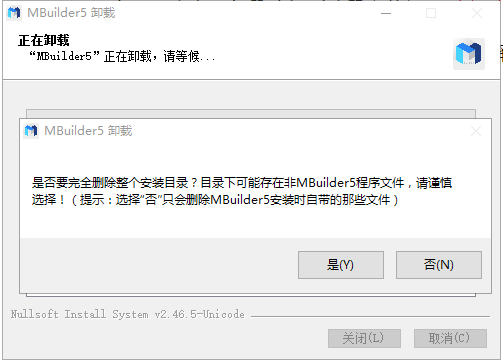 MBuilder5 卸载
正在卸载
“MBuilder5”正在卸载，请等候...
MBuilder5 卸载
是否要完全删除整个安装目录？目录下可能存在非MBuilder5程序文件，请谨慎
选择！（提示：选择“否”只会删除MBuilder5安装时自带的那些文件）
是(Y)
否(N)
Nullsoft Install System v2.46.5-Unicode
关闭(L)
取消(C)